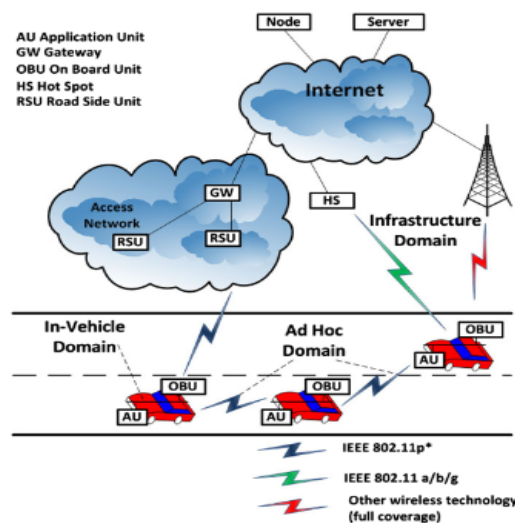 AU Application Unit
GW Gateway
OBU On Board Unit
HS Hot Spot
RSU Road Side Unit
Node
Server
Internet
GW
Access
Network
RSU
RSU
HS
Infrastructure
Domain
In-Vehicle
Domain
Ad Hoc
Domain
OBU
AU
OBU
AU
OBU
AU
IEEE 802.11p*
IEEE 802.11 a/b/g
Other wireless technology
(full coverage)